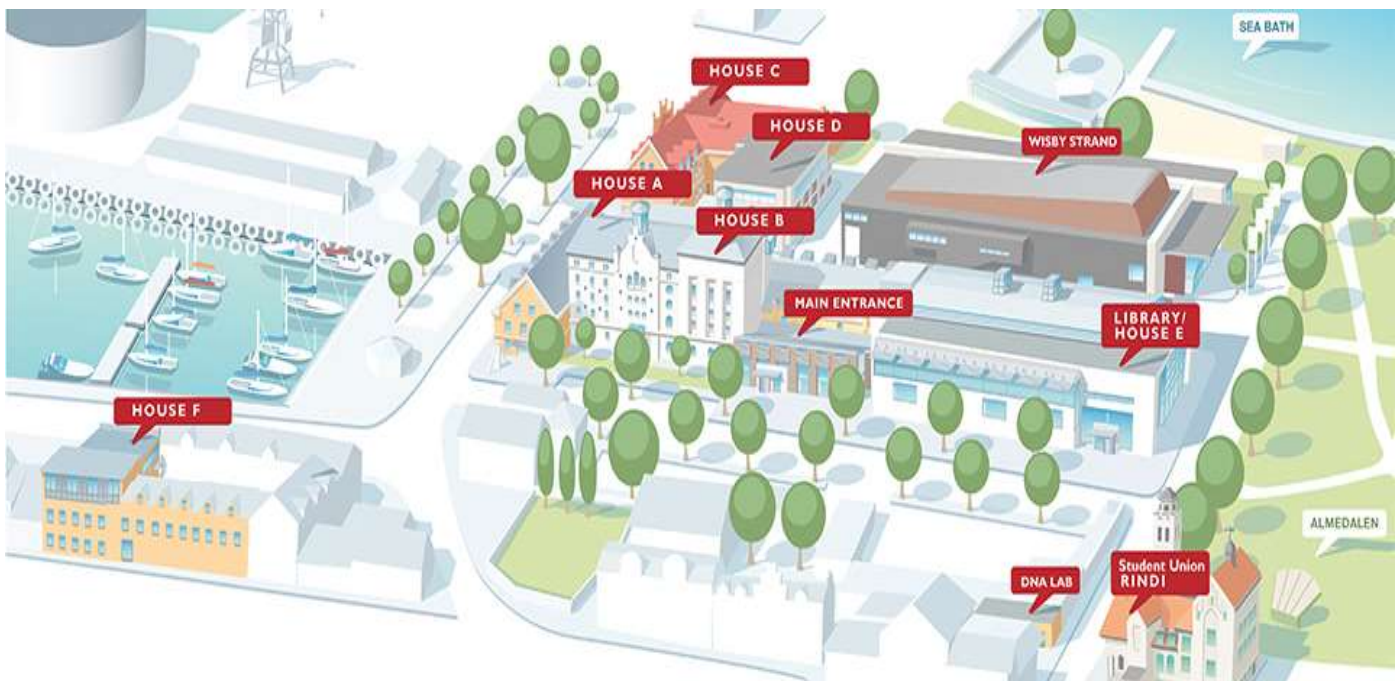 SEA BATH
HOUSE C
HOUSE D
WISBY STRAND
HOUSE A
HOUSE B
MAIN ENTRANCE
LIBRARY/
HOUSE E
HOUSE F
ALMEDALEN
DNA LAB
Student Union
RINDI